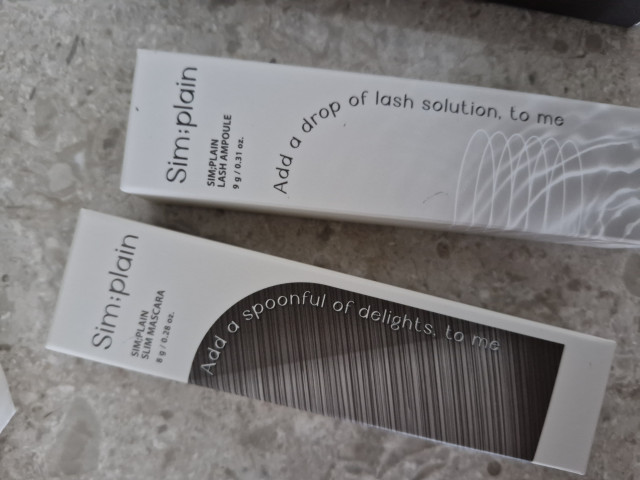 Sim;plain
SIM;PLAIN
LASH AMPOULE
9 g / 0.31 oz.
Add a drop of lash solution, to me
Sim;plain
SIM;PLAIN
SLIM MASCARA
8 g / 0.28 oz.
Add a spoonful of delights, to me